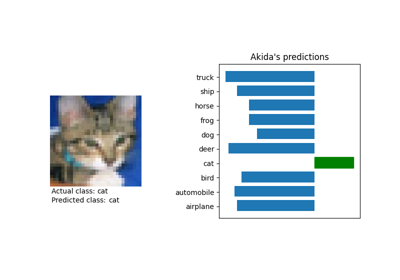 Akida's predictions
truck
ship
horse
frog
dog
deer
cat
bird
automobile
airplane
Actual class: cat
Predicted class: cat